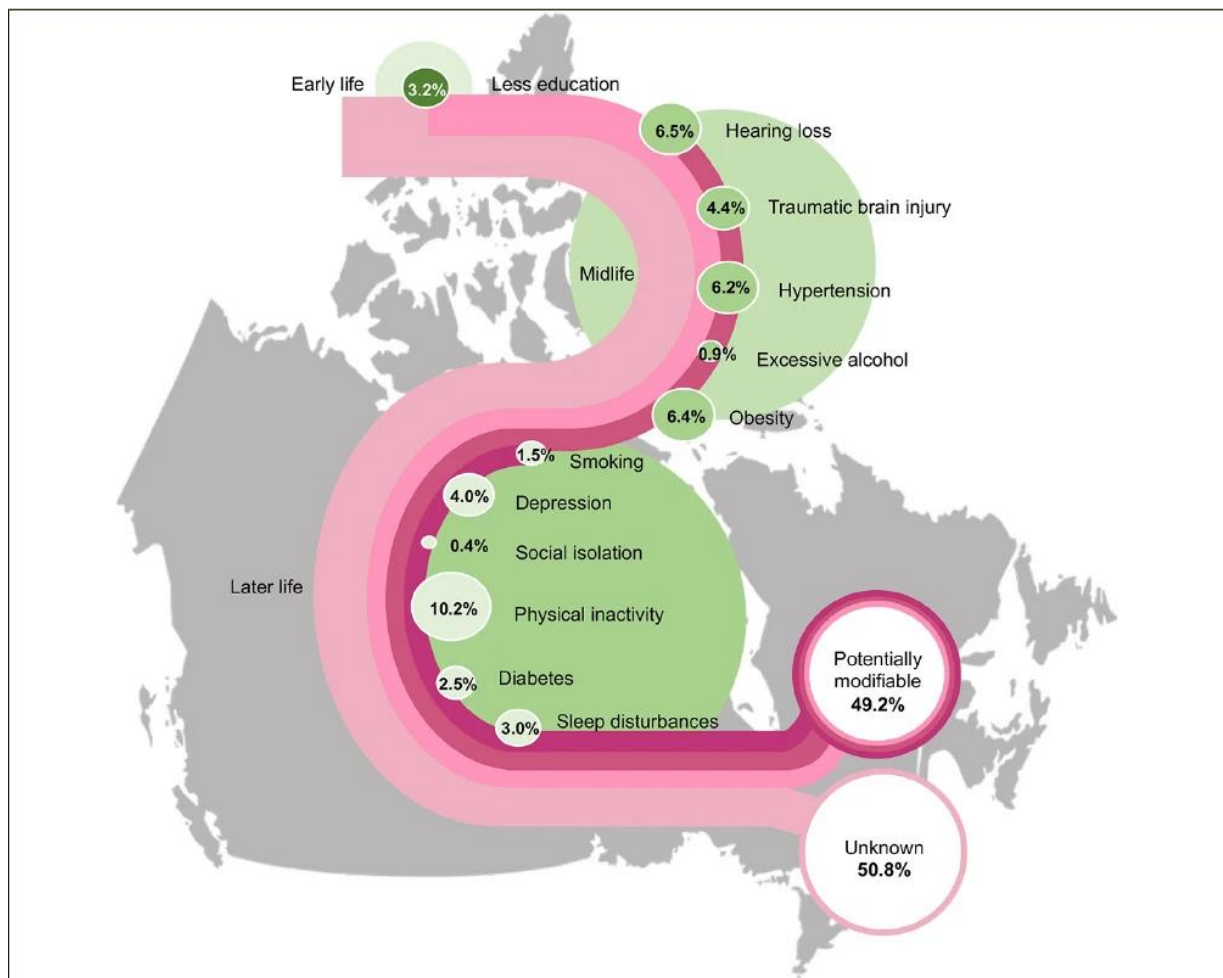 Early life
3.2%
Less education
6.5%
Hearing loss
4.4%
Traumatic brain injury
Midlife
6.2%
Hypertension
0.9%
Excessive alcohol
6.4%
Obesity
1.5%
Smoking
4.0%
Depression
0.4%
Social isolation
Later life
10.2%
Physical inactivity
2.5%
Diabetes
3.0%
Sleep disturbances
Potentially
modifiable
49.2%
Unknown
50.8%